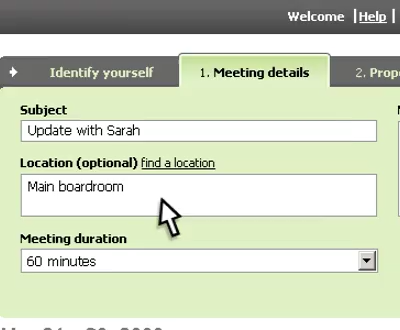 Welcome |Help|
Identify yourself 1. Meeting details 2. Prop
Subject
Update with Sarah
Location (optional) find a location
Main boardroom
Meeting duration
60 minutes